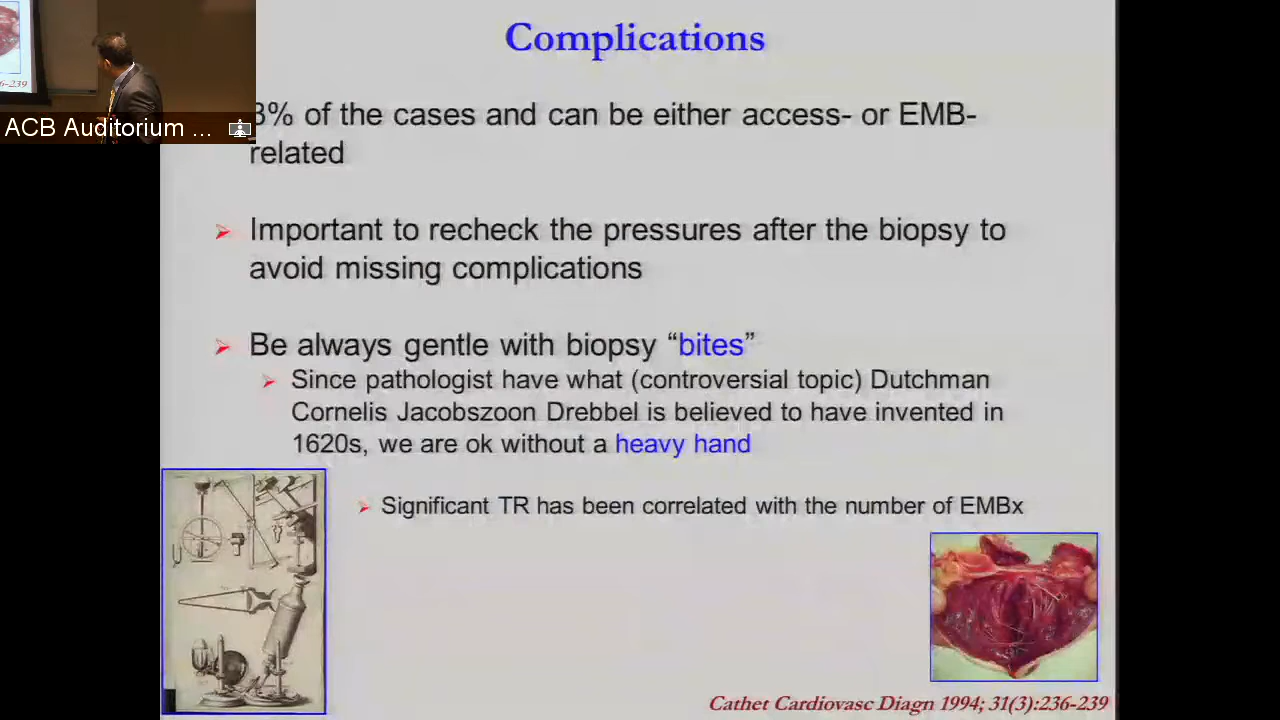 Complications
3% of the cases and can be either access- or EMB-
related
Important to recheck the pressures after the biopsy to
avoid missing complications
Be always gentle with biopsy “bites”
Since pathologist have what (controversial topic) Dutchman
Cornelis Jacobszoon Drebbel is believed to have invented in
1620s, we are ok without a heavy hand
Significant TR has been correlated with the number of EMBx
Cathet Cardiovasc Diagn 1994; 31(3):236-239
6-239
ACB Auditorium ...